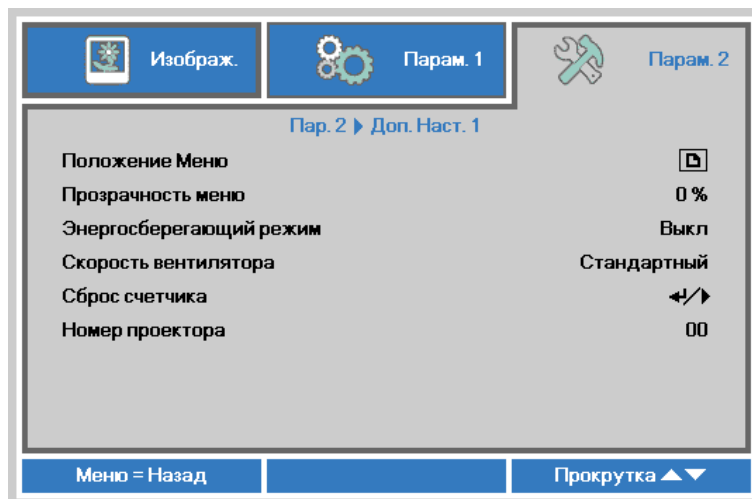 Изображ. Парам. 1 Парам. 2
Пар. 2 Доп. Наст. 1
Положение Меню
Прозрачность меню 0 %
Энергосберегающий режим Выкл
Скорость вентилятора Стандартный
Сброс счетчика
Номер проектора 00
Меню = Назад Прокрутка